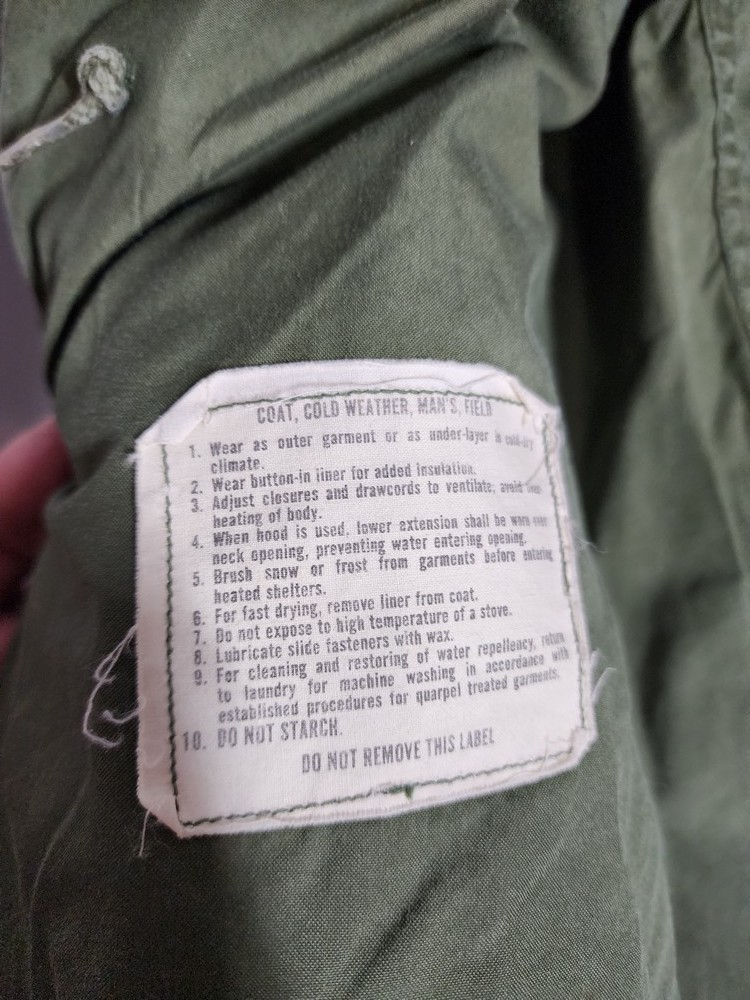 COAT, COLD WEATHER, MAN'S, FIELD
1. Wear as outer garment or as under-layer in cold-dry
climate.
2. Wear button-in liner for added insulation.
3. Adjust closures and drawcords to ventilate; avoid
heating of body.
4. When hood is used, lower extension shall be worn over
neck opening, preventing water entering opening.
5. Brush snow or frost from garments before entering
heated shelters.
6. For fast drying, remove liner from coat.
7. Do not expose to high temperature of a stove.
8. Lubricate slide fasteners with wax.
9. For cleaning and restoring of water repellency, return
to laundry for machine washing in accordance with
established procedures for quarpel treated garments.
10. DO NOT STARCH.
DO NOT REMOVE THIS LABEL